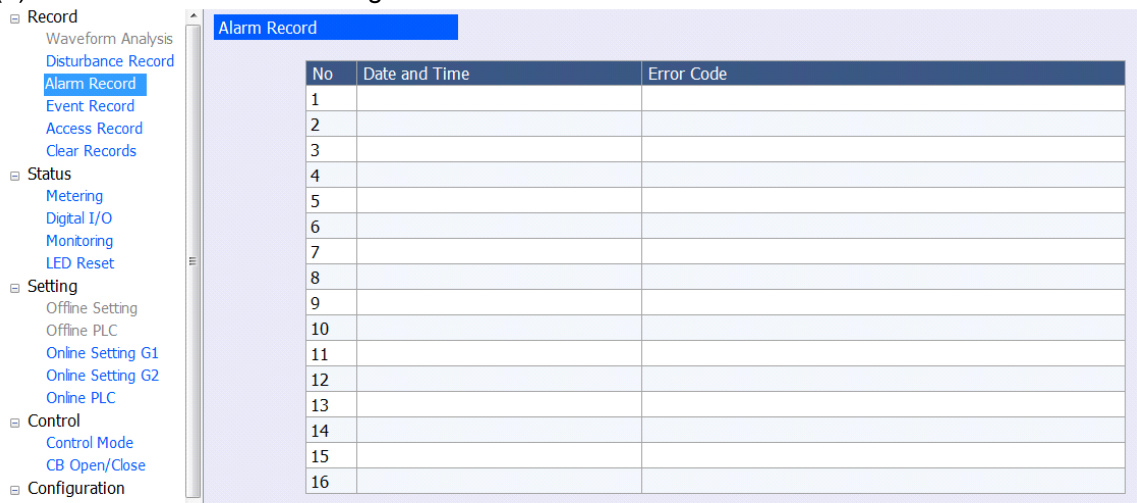 Record
Waveform Analysis
Disturbance Record
Alarm Record
Event Record
Access Record
Clear Records
Status
Metering
Digital I/O
Monitoring
LED Reset
Setting
Offline Setting
Offline PLC
Online Setting G1
Online Setting G2
Online PLC
Control
Control Mode
CB Open/Close
Configuration
Alarm Record
No Date and Time Error Code
1
2
3
4
5
6
7
8
9
10
11
12
13
14
15
16